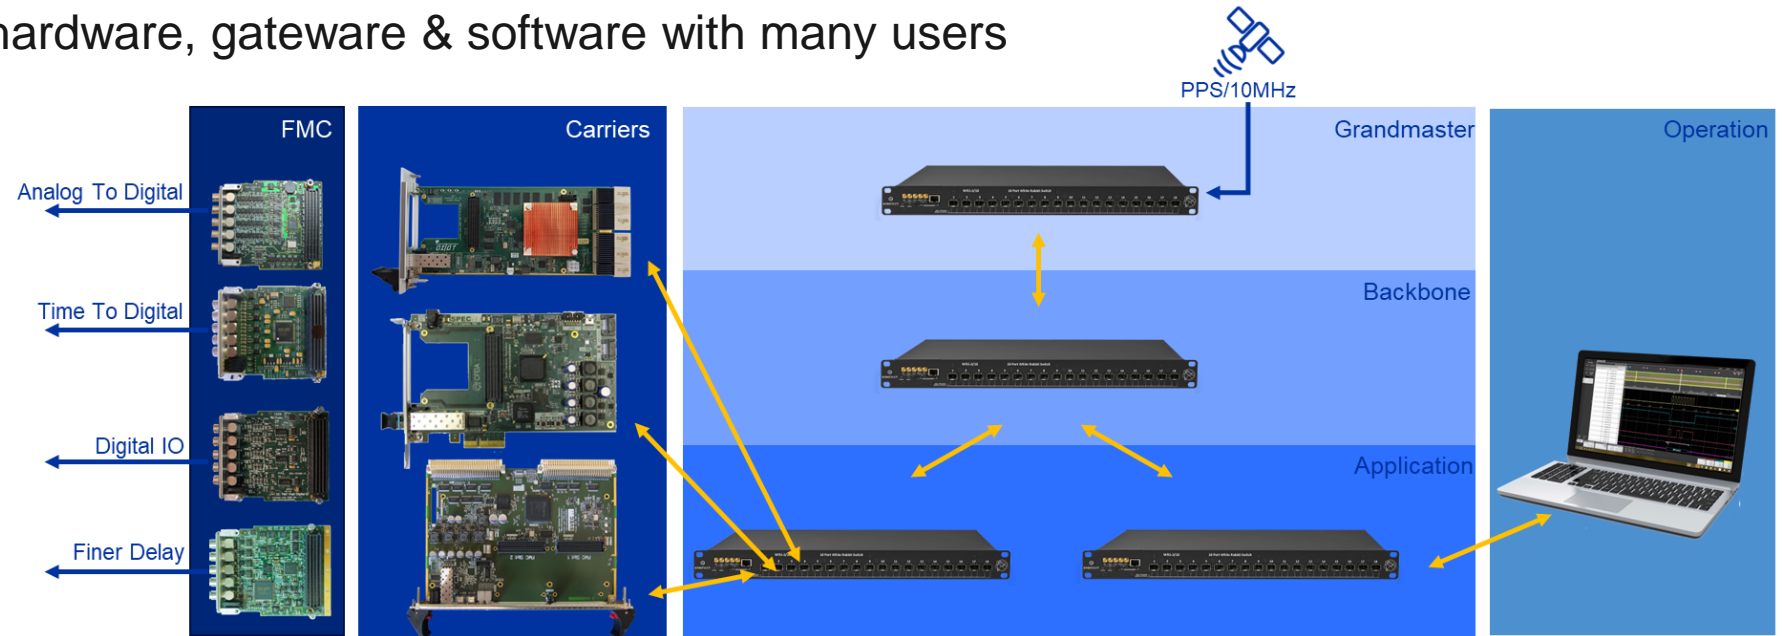 hardware, gateware & software with many users
PPS/10MHz
FMC
Carriers
Grandmaster
Operation
Analog To Digital
Time To Digital
Backbone
Digital IO
Application
Finer Delay